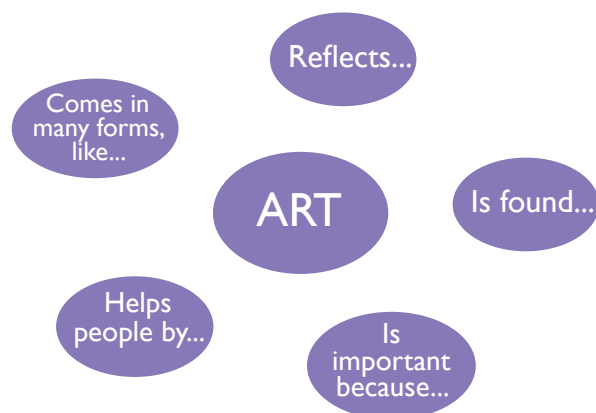 Reflects...
Comes in
many forms,
like...
ART
Is found...
Helps
people by...
Is
important
because...